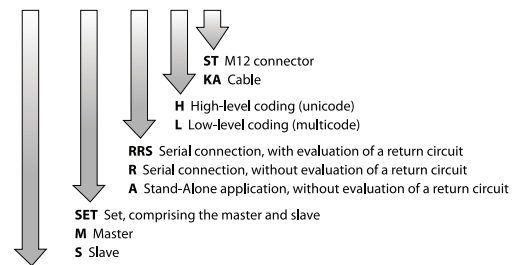 ST M12 connector
KA Cable
H High-level coding (unicode)
L Low-level coding (multicode)
RRS Serial connection, with evaluation of a return circuit
R Serial connection, without evaluation of a return circuit
A Stand-Alone application, without evaluation of a return circuit
SET Set, comprising the master and slave
M Master
S Slave